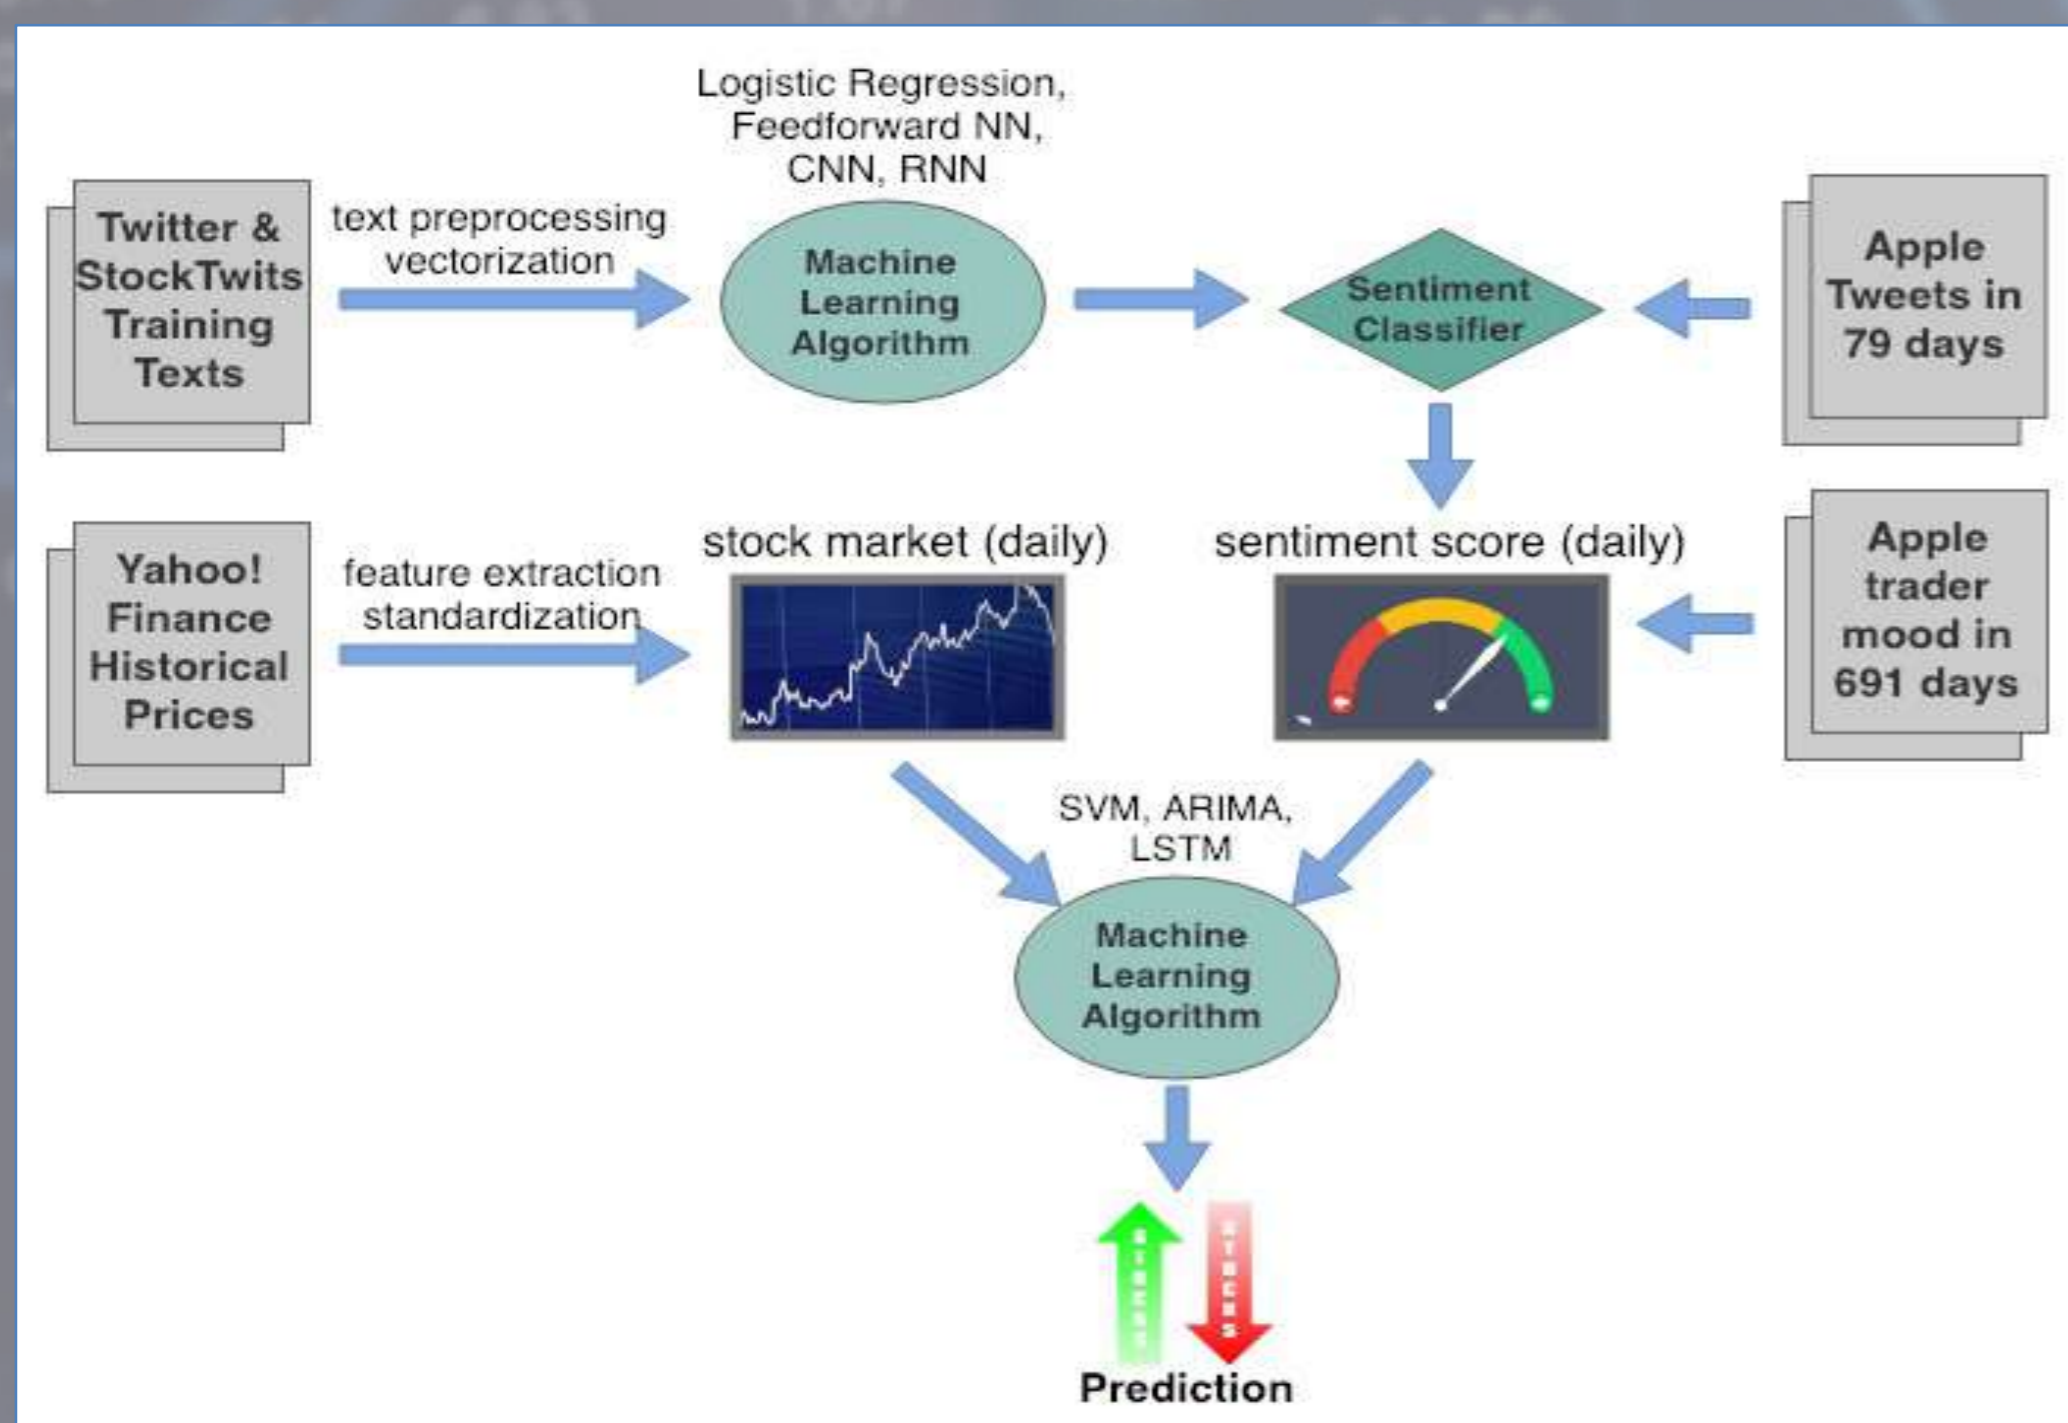 Logistic Regression,
Feedforward NN,
CNN, RNN
Twitter &
StockTwits
Training
Texts
text preprocessing
vectorization
Machine
Learning
Algorithm
Sentiment
Classifier
Apple
Tweets in
79 days
Yahoo!
Finance
Historical
Prices
feature extraction
standardization
stock market (daily)
sentiment score (daily)
Apple
trader
mood in
691 days
SVM, ARIMA,
LSTM
Machine
Learning
Algorithm
STOCKS
STOCKS
Prediction